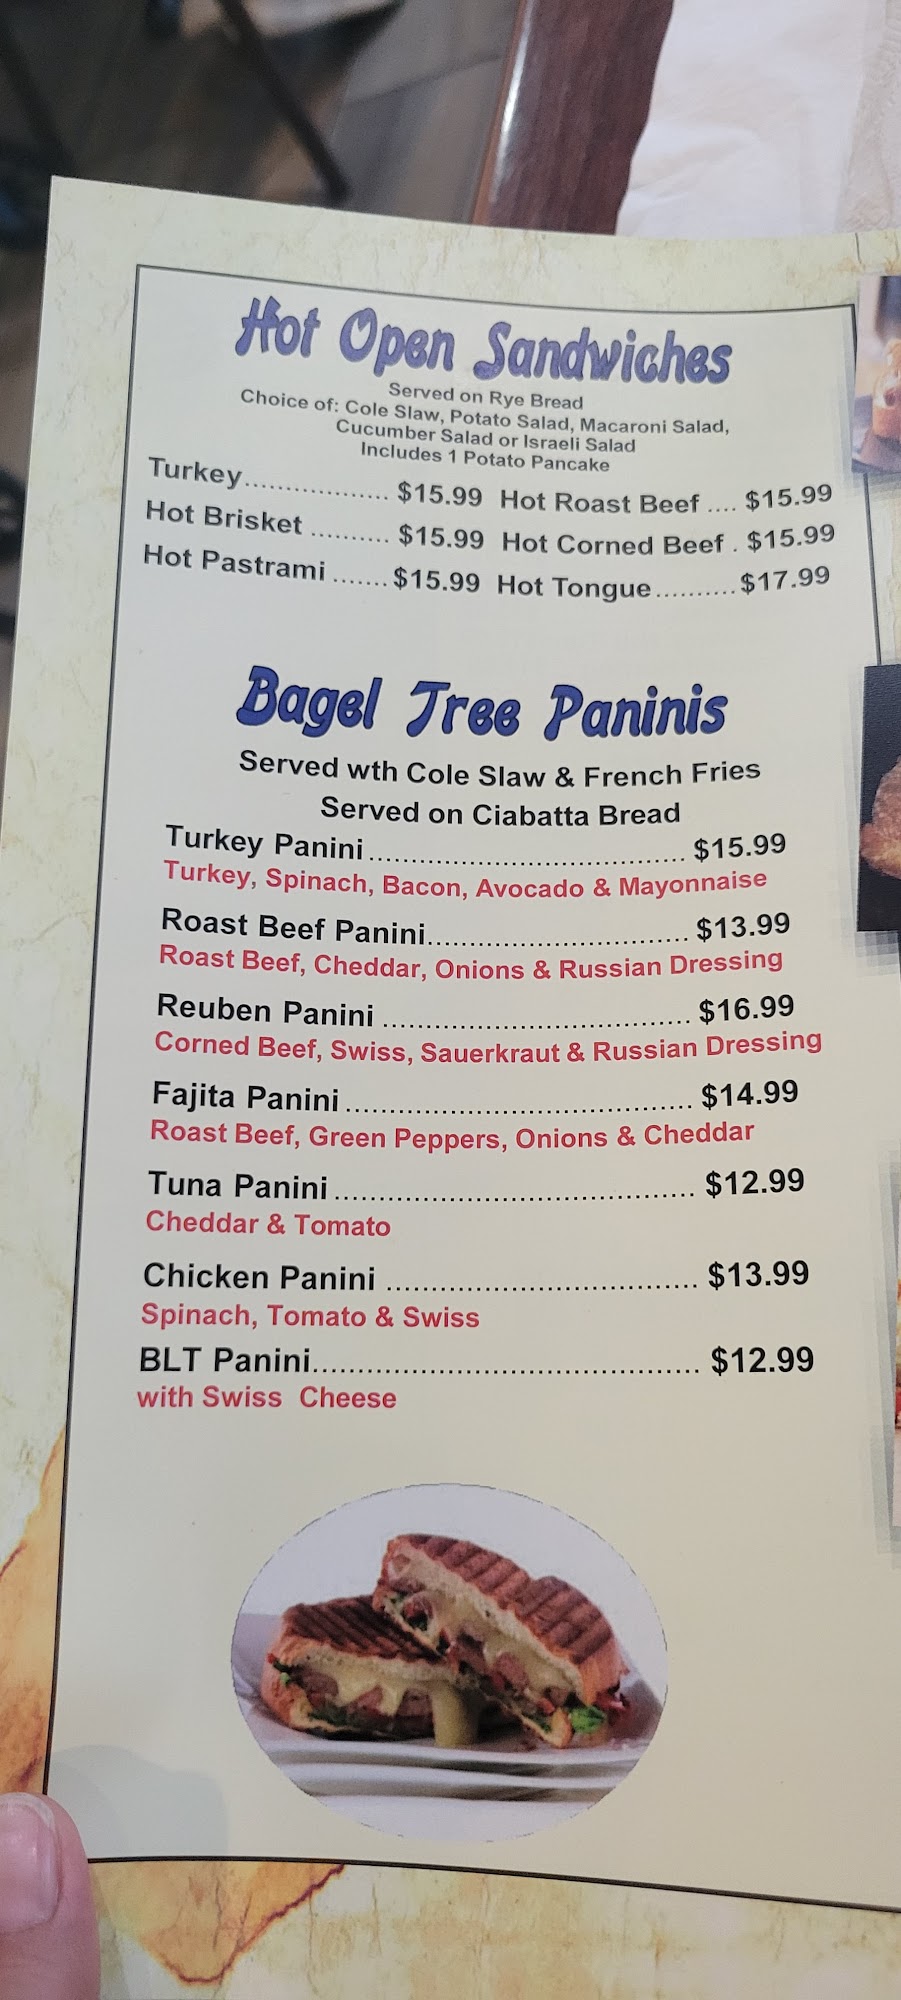 Hot Open Sandwiches
Served on Rye Bread
Choice of: Cole Slaw, Potato Salad, Macaroni Salad,
Cucumber Salad or Israeli Salad
Includes 1 Potato Pancake
Turkey.................. $15.99 Hot Roast Beef .... $15.99
Hot Brisket .......... $15.99 Hot Corned Beef . $15.99
Hot Pastrami ....... $15.99 Hot Tongue.......... $17.99
Bagel Tree Paninis
Served wth Cole Slaw & French Fries
Served on Ciabatta Bread
Turkey Panini...................................... $15.99
Turkey, Spinach, Bacon, Avocado & Mayonnaise
Roast Beef Panini............................... $13.99
Roast Beef, Cheddar, Onions & Russian Dressing
Reuben Panini ..................................... $16.99
Corned Beef, Swiss, Sauerkraut & Russian Dressing
Fajita Panini ......................................... $14.99
Roast Beef, Green Peppers, Onions & Cheddar
Tuna Panini.......................................... $12.99
Cheddar & Tomato
Chicken Panini .................................... $13.99
Spinach, Tomato & Swiss
BLT Panini............................................ $12.99
with Swiss Cheese